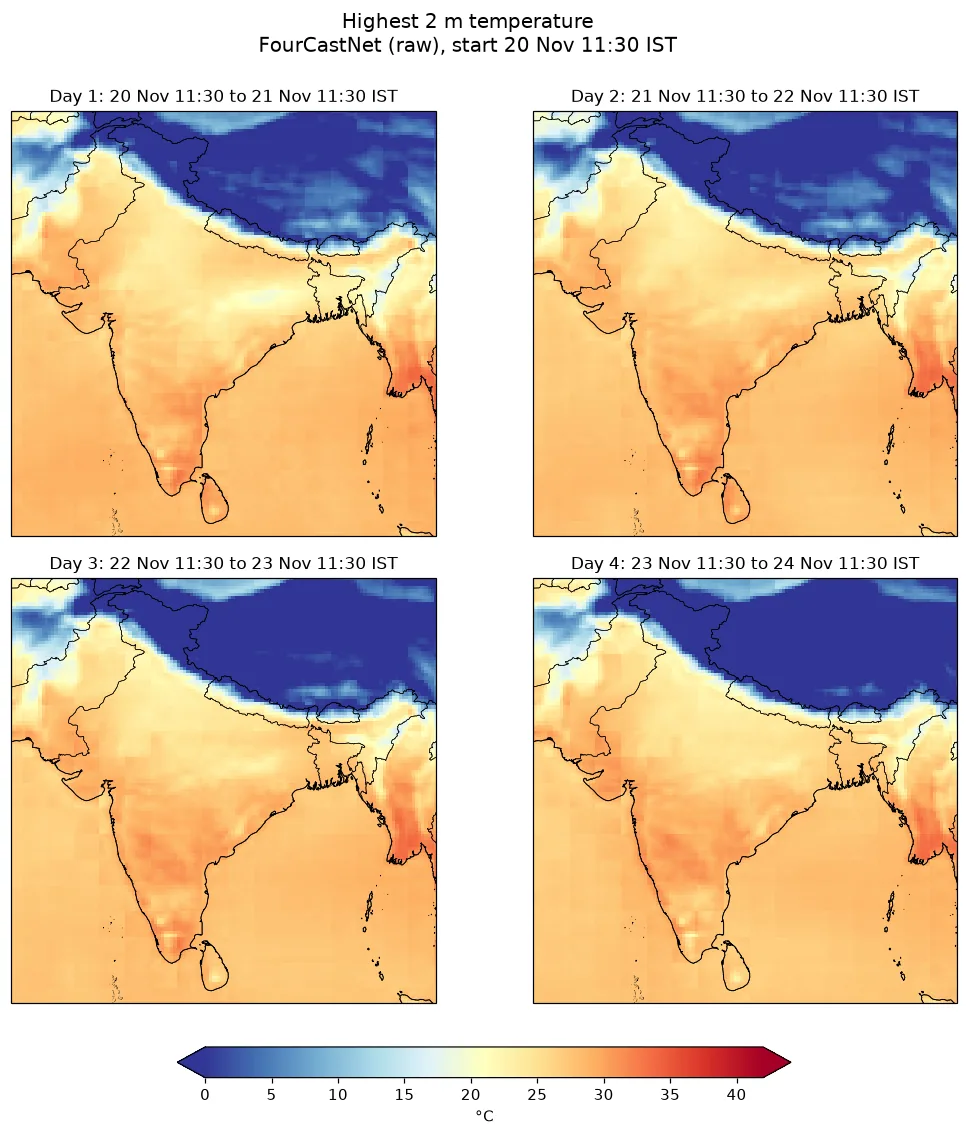 Highest 2 m temperature
FourCastNet (raw), start 20 Nov 11:30 IST
Day 1: 20 Nov 11:30 to 21 Nov 11:30 IST
Day 2: 21 Nov 11:30 to 22 Nov 11:30 IST
Day 3: 22 Nov 11:30 to 23 Nov 11:30 IST
Day 4: 23 Nov 11:30 to 24 Nov 11:30 IST
0 5 10 15 20 25 30 35 40
°C